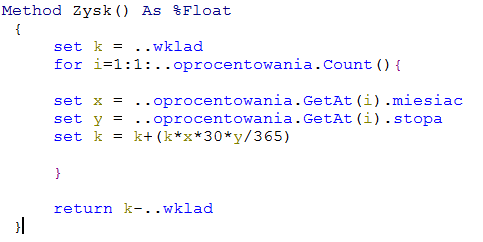 Method Zysk() As %Float
{
set k = ..wklad
for i=1:1:..oprocentowania.Count(){
set x = ..oprocentowania.GetAt(i).miesiac
set y = ..oprocentowania.GetAt(i).stopa
set k = k+(k*x*30*y/365)
}
return k-..wklad
}